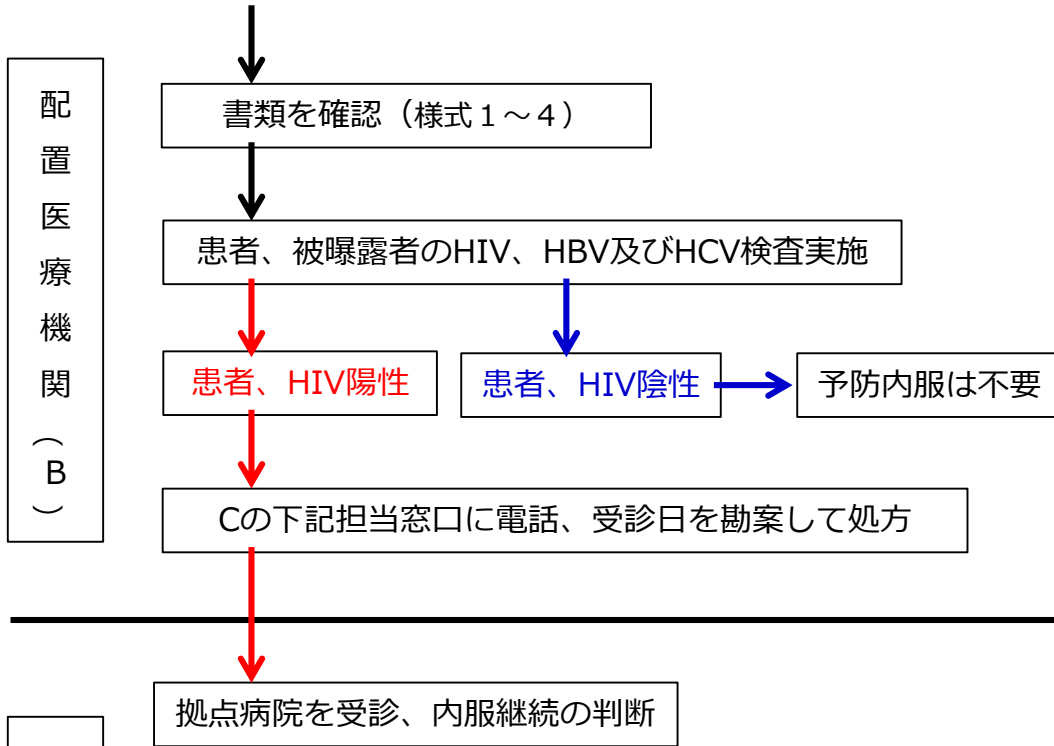 配置医療機関（B）
書類を確認（様式１～４）
患者、被曝露者のHIV、HBV及びHCV検査実施
患者、HIV陽性
患者、HIV陰性
予防内服は不要
Cの下記担当窓口に電話、受診日を勘案して処方
拠点病院を受診、内服継続の判断